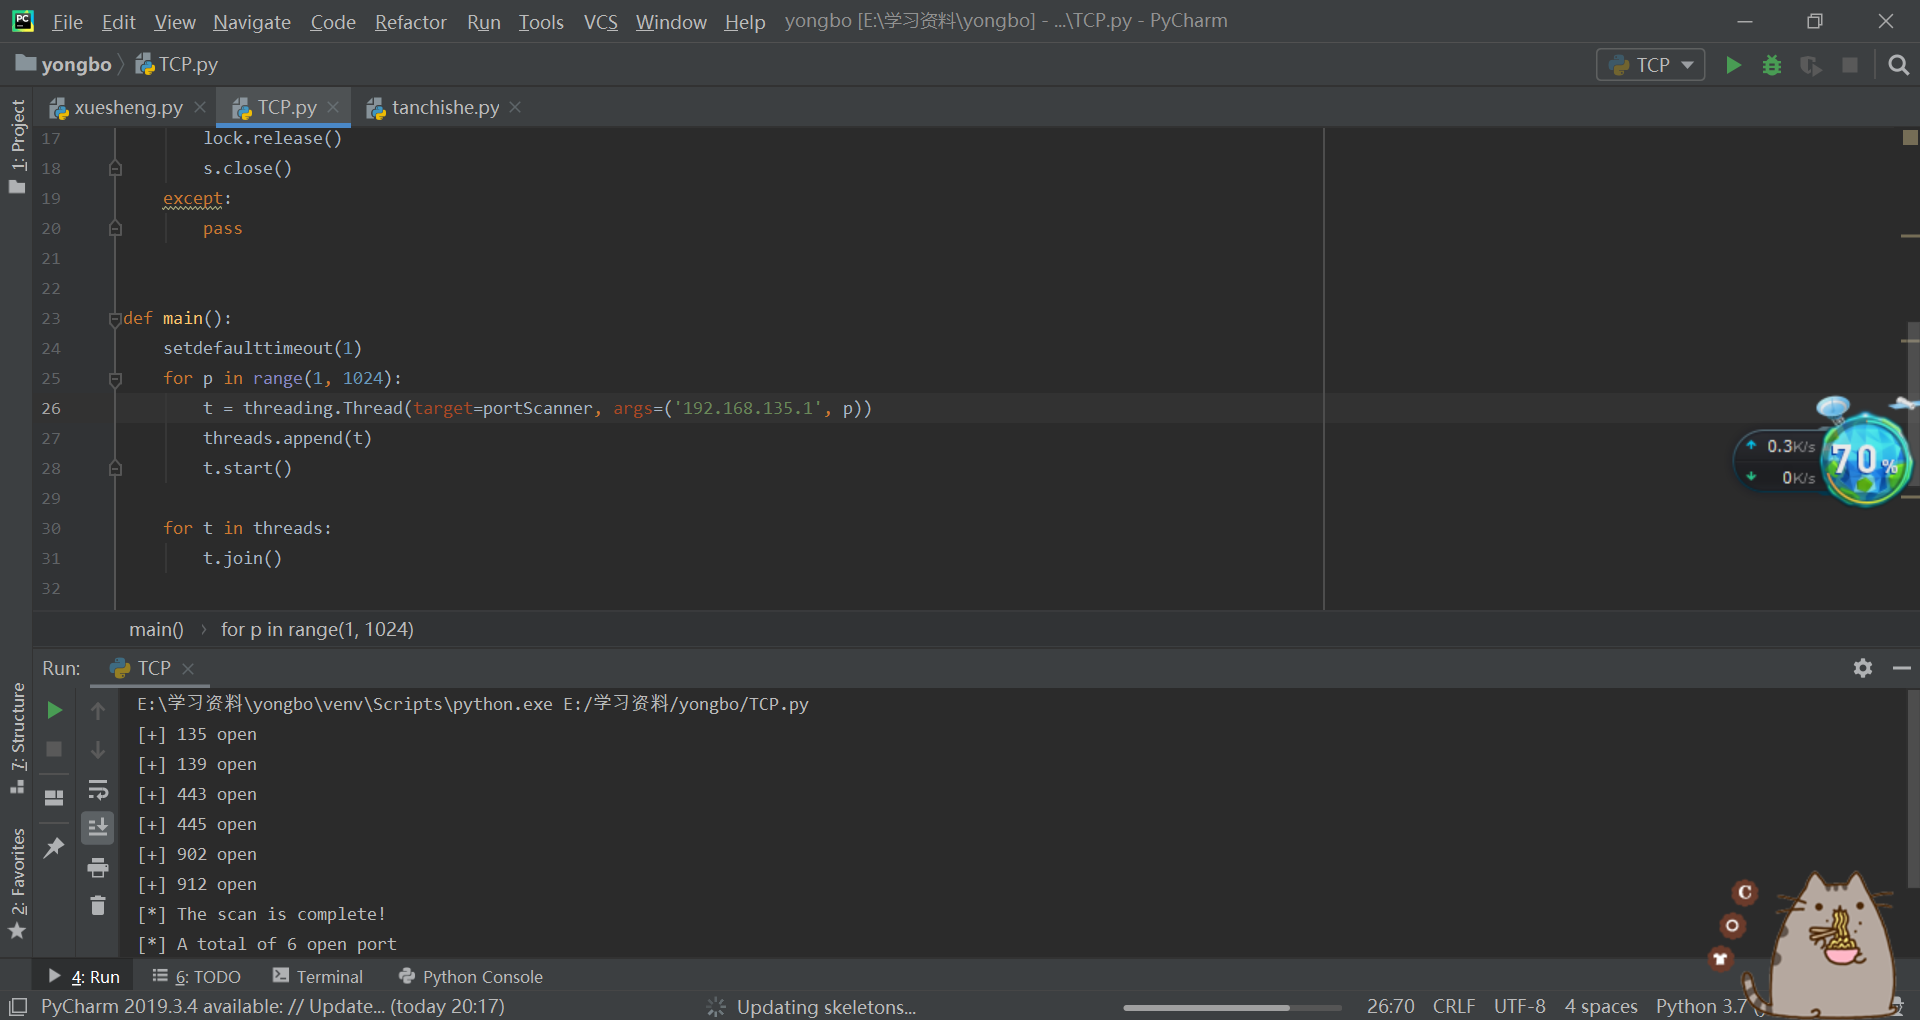 File Edit View Navigate Code Refactor Run Tools VCS Window Help yongbo [E:\学习资料\yongbo] - ...\TCP.py - PyCharm
yongbo TCP.py TCP
xuesheng.py TCP.py tanchishe.py
1: Project
17 lock.release()
18 s.close()
19 except:
20 pass
21
22
23 def main():
24 setdefaulttimeout(1)
25 for p in range(1, 1024):
26 t = threading.Thread(target=portScanner, args=('192.168.135.1', p))
27 threads.append(t)
28 t.start()
29
30 for t in threads:
31 t.join()
32
0.3K/s
0K/s
70%
main() › for p in range(1, 1024)
Run: TCP
7: Structure
2: Favorites
E:\学习资料\yongbo\venv\Scripts\python.exe E:/学习资料/yongbo/TCP.py
[+] 135 open
[+] 139 open
[+] 443 open
[+] 445 open
[+] 902 open
[+] 912 open
[*] The scan is complete!
[*] A total of 6 open port
C
O
4: Run 6: TODO Terminal Python Console
PyCharm 2019.3.4 available: // Update... (today 20:17) Updating skeletons... 26:70 CRLF UTF-8 4 spaces Python 3.7